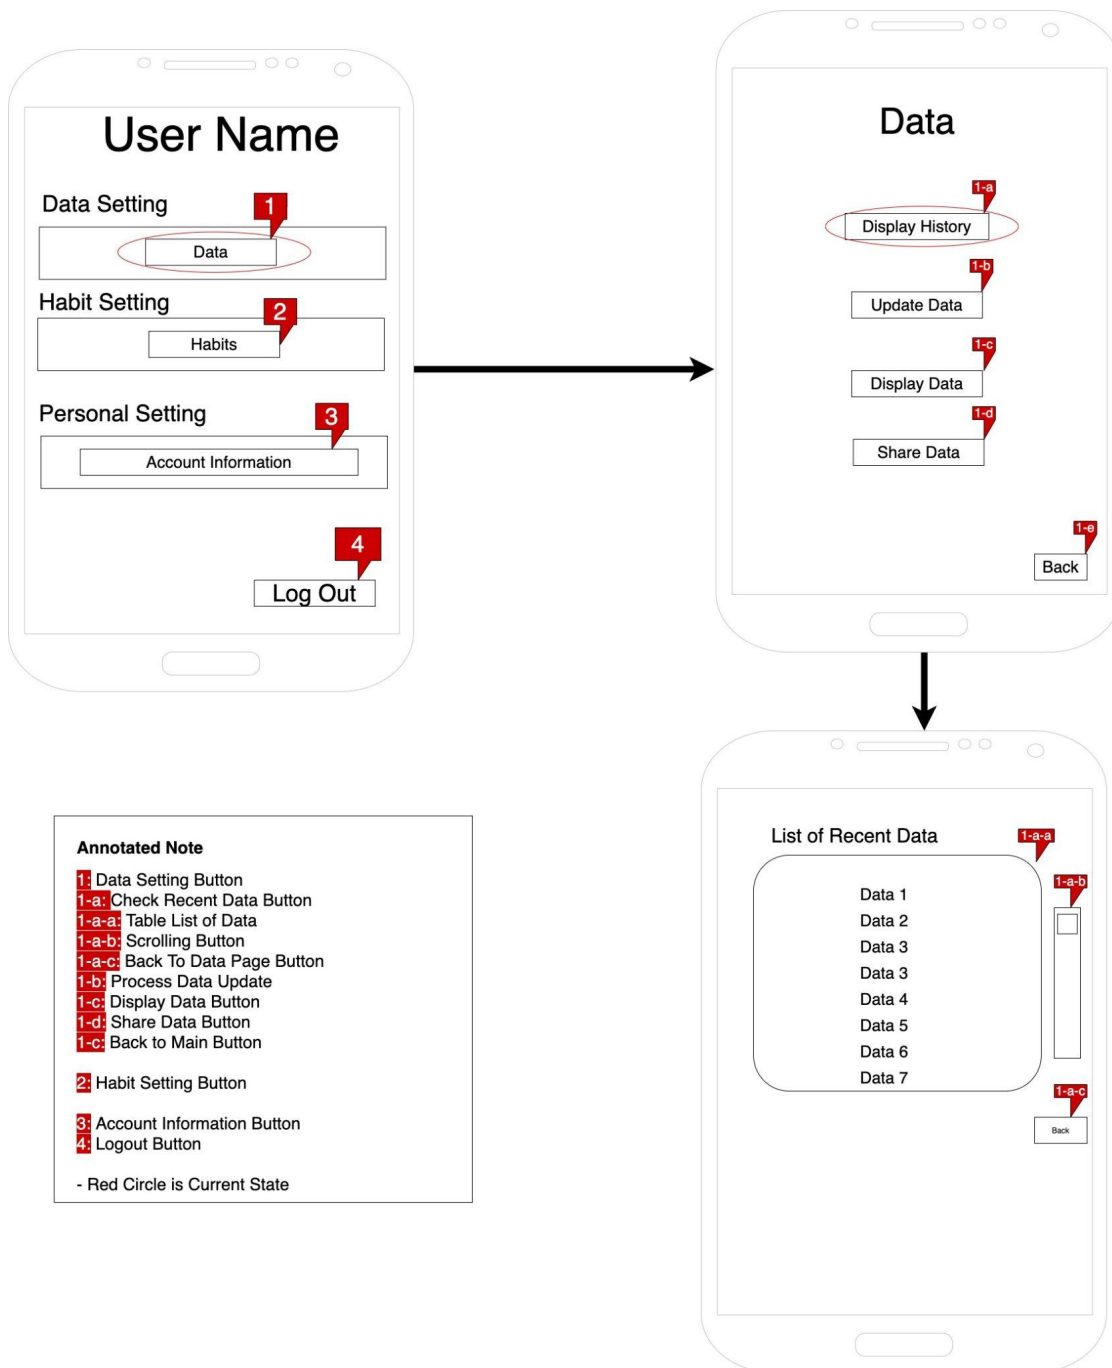 User Name
Data Setting
1
Data
Habit Setting
2
Habits
Personal Setting
3
Account Information
4
Log Out
Data
1-a
Display History
1-b
Update Data
1-c
Display Data
1-d
Share Data
1-e
Back
List of Recent Data
1-a-a
1-a-b
Data 1
Data 2
Data 3
Data 3
Data 4
Data 5
Data 6
Data 7
1-a-c
Back
Annotated Note
1: Data Setting Button
1-a: Check Recent Data Button
1-a-a: Table List of Data
1-a-b: Scrolling Button
1-a-c: Back To Data Page Button
1-b: Process Data Update
1-c: Display Data Button
1-d: Share Data Button
1-c: Back to Main Button
2: Habit Setting Button
3: Account Information Button
4: Logout Button
- Red Circle is Current State